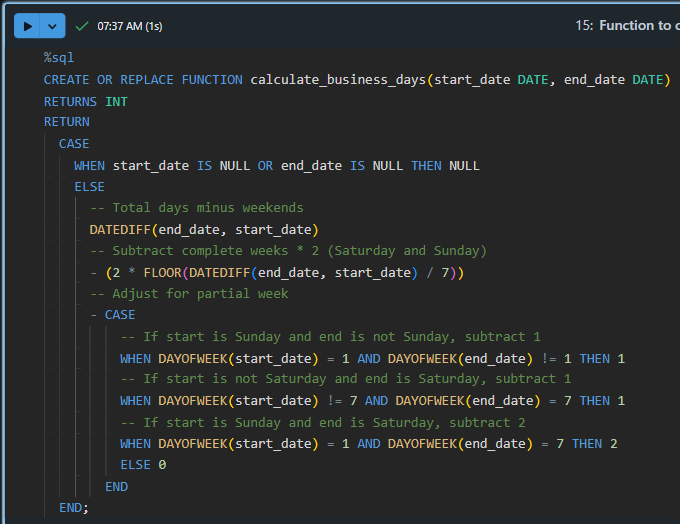 07:37 AM (1s)
15: Function to
%sql
CREATE OR REPLACE FUNCTION calculate_business_days(start_date DATE, end_date DATE)
RETURNS INT
RETURN
CASE
WHEN start_date IS NULL OR end_date IS NULL THEN NULL
ELSE
-- Total days minus weekends
DATEDIFF(end_date, start_date)
-- Subtract complete weeks * 2 (Saturday and Sunday)
- (2 * FLOOR(DATEDIFF(end_date, start_date) / 7))
-- Adjust for partial week
- CASE
-- If start is Sunday and end is not Sunday, subtract 1
WHEN DAYOFWEEK(start_date) = 1 AND DAYOFWEEK(end_date) != 1 THEN 1
-- If start is not Saturday and end is Saturday, subtract 1
WHEN DAYOFWEEK(start_date) != 7 AND DAYOFWEEK(end_date) = 7 THEN 1
-- If start is Sunday and end is Saturday, subtract 2
WHEN DAYOFWEEK(start_date) = 1 AND DAYOFWEEK(end_date) = 7 THEN 2
ELSE 0
END
END;